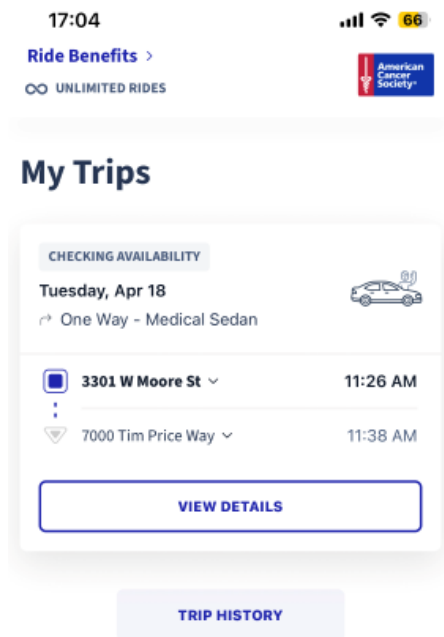 17:04
66
Ride Benefits >
UNLIMITED RIDES
American
Cancer
Society®
My Trips
CHECKING AVAILABILITY
Tuesday, Apr 18
One Way - Medical Sedan
3301 W Moore St
11:26 AM
7000 Tim Price Way
11:38 AM
VIEW DETAILS
TRIP HISTORY